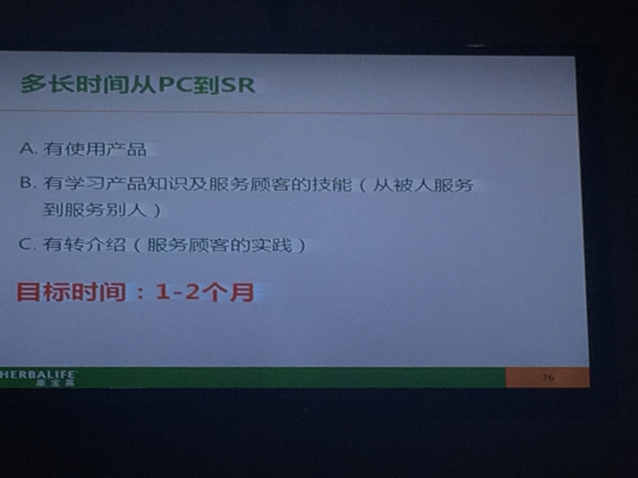 多长时间从PC到SR
A. 有使用产品
B. 有学习产品知识及服务顾客的技能（从被人服务
到服务别人）
C. 有转介绍（服务顾客的实践）
目标时间：1-2个月
HERBALIFE
康宝莱
76